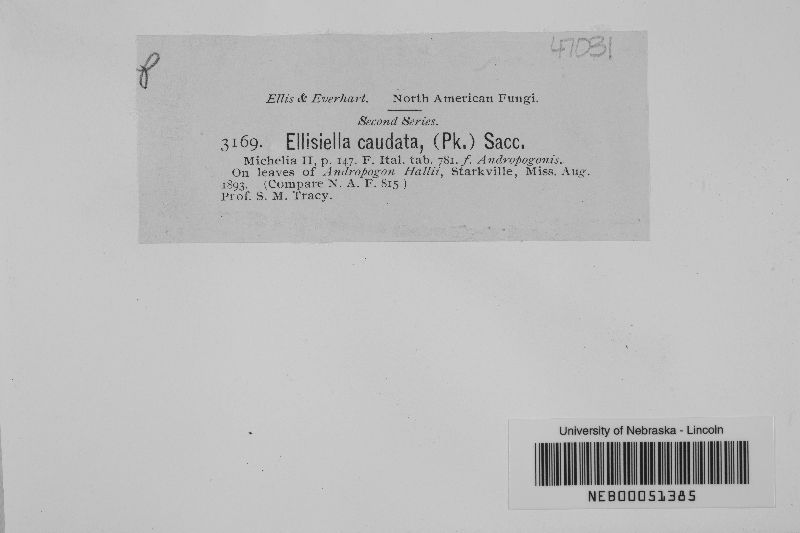 47031
Ellis & Everhart. North American Fungi.
Second Series.
3169. Ellisiella caudata, (Pk.) Sacc.
Michelia II, p. 147. F. Ital. tab. 781. f. Andropogonis.
On leaves of Andropogon Hallii, Starkville, Miss. Aug.
1893. (Compare N. A. F. 815)
Prof. S. M. Tracy.
University of Nebraska - Lincoln
NEB00051385